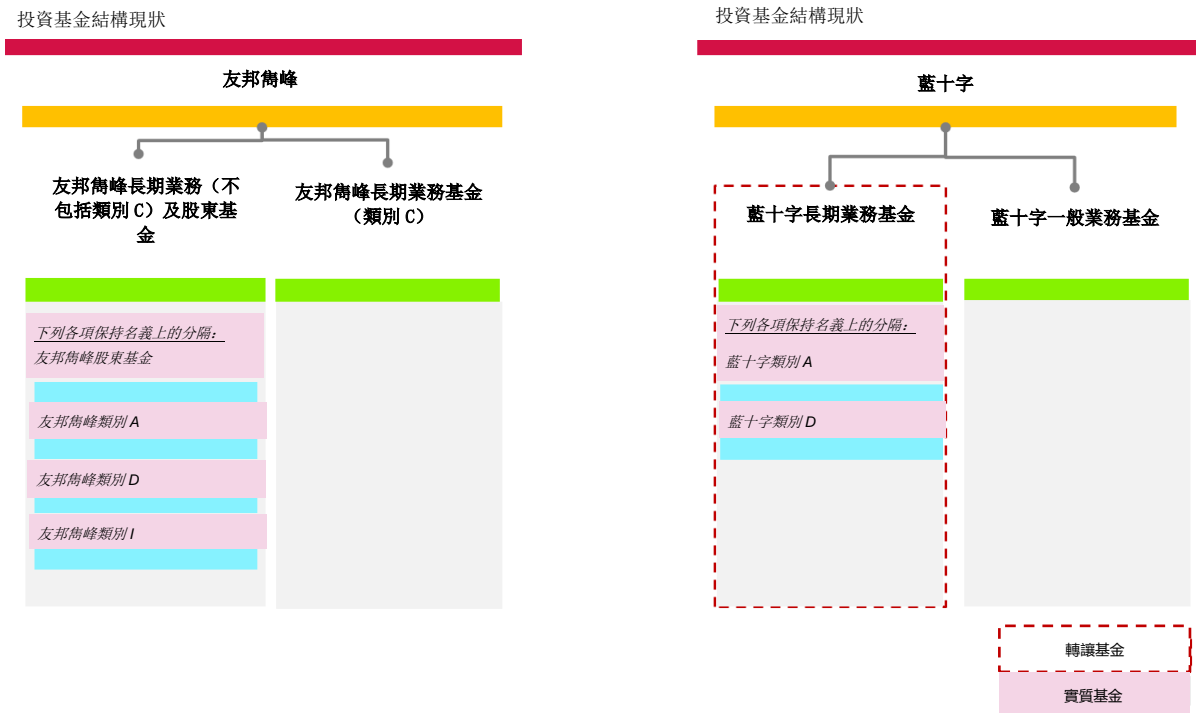 投資基金結構現狀
友邦雋峰
友邦雋峰長期業務（不
包括類別 C）及股東基
金
友邦雋峰長期業務基金
（類別 C）
下列各項保持名義上的分隔：
友邦雋峰股東基金
友邦雋峰類別 A
友邦雋峰類別 D
友邦雋峰類別 I
投資基金結構現狀
藍十字
藍十字長期業務基金
藍十字一般業務基金
下列各項保持名義上的分隔：
藍十字類別 A
藍十字類別 D
轉讓基金
實質基金